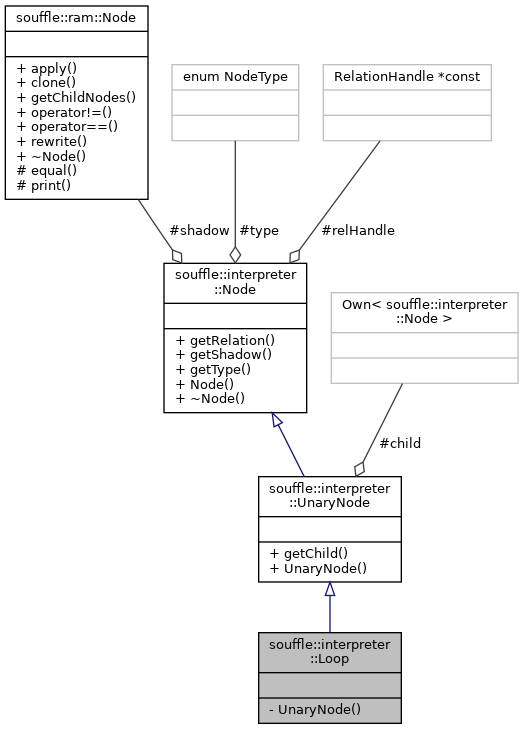 souffle::ram::Node
+ apply()
+ clone()
+ getChildNodes()
+ operator!=()
+ operator==()
+ rewrite()
+ ~Node()
# equal()
# print()
enum NodeType
RelationHandle *const
#shadow
#type
#relHandle
souffle::interpreter
::Node
+ getRelation()
+ getShadow()
+ getType()
+ Node()
+ ~Node()
Own< souffle::interpreter
::Node >
#child
souffle::interpreter
::UnaryNode
+ getChild()
+ UnaryNode()
souffle::interpreter
::Loop
- UnaryNode()